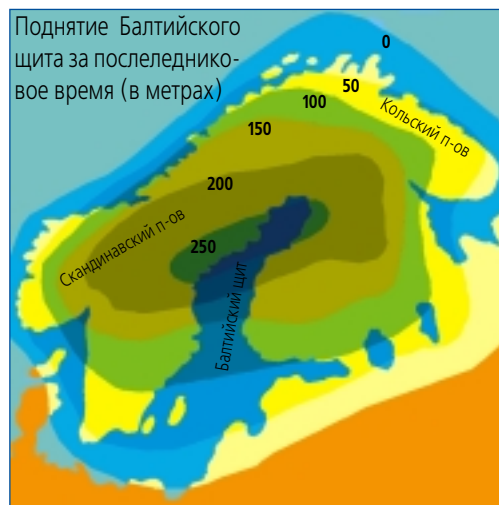 Поднятие Балтийского
щита за послеледнико-
вое время (в метрах)
0
50
100
Кольский п-ов
150
200
Скандинавский п-ов
250
Балтийский щит